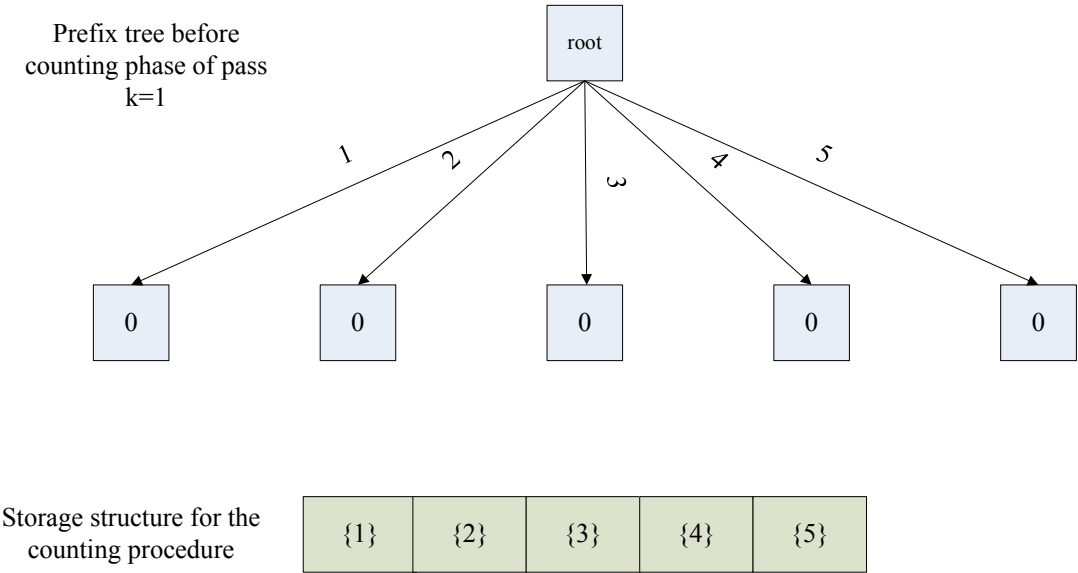 Prefix tree before
counting phase of pass
k=1
root
1
2
3
4
5
0
0
0
0
0
Storage structure for the
counting procedure
{1}
{2}
{3}
{4}
{5}